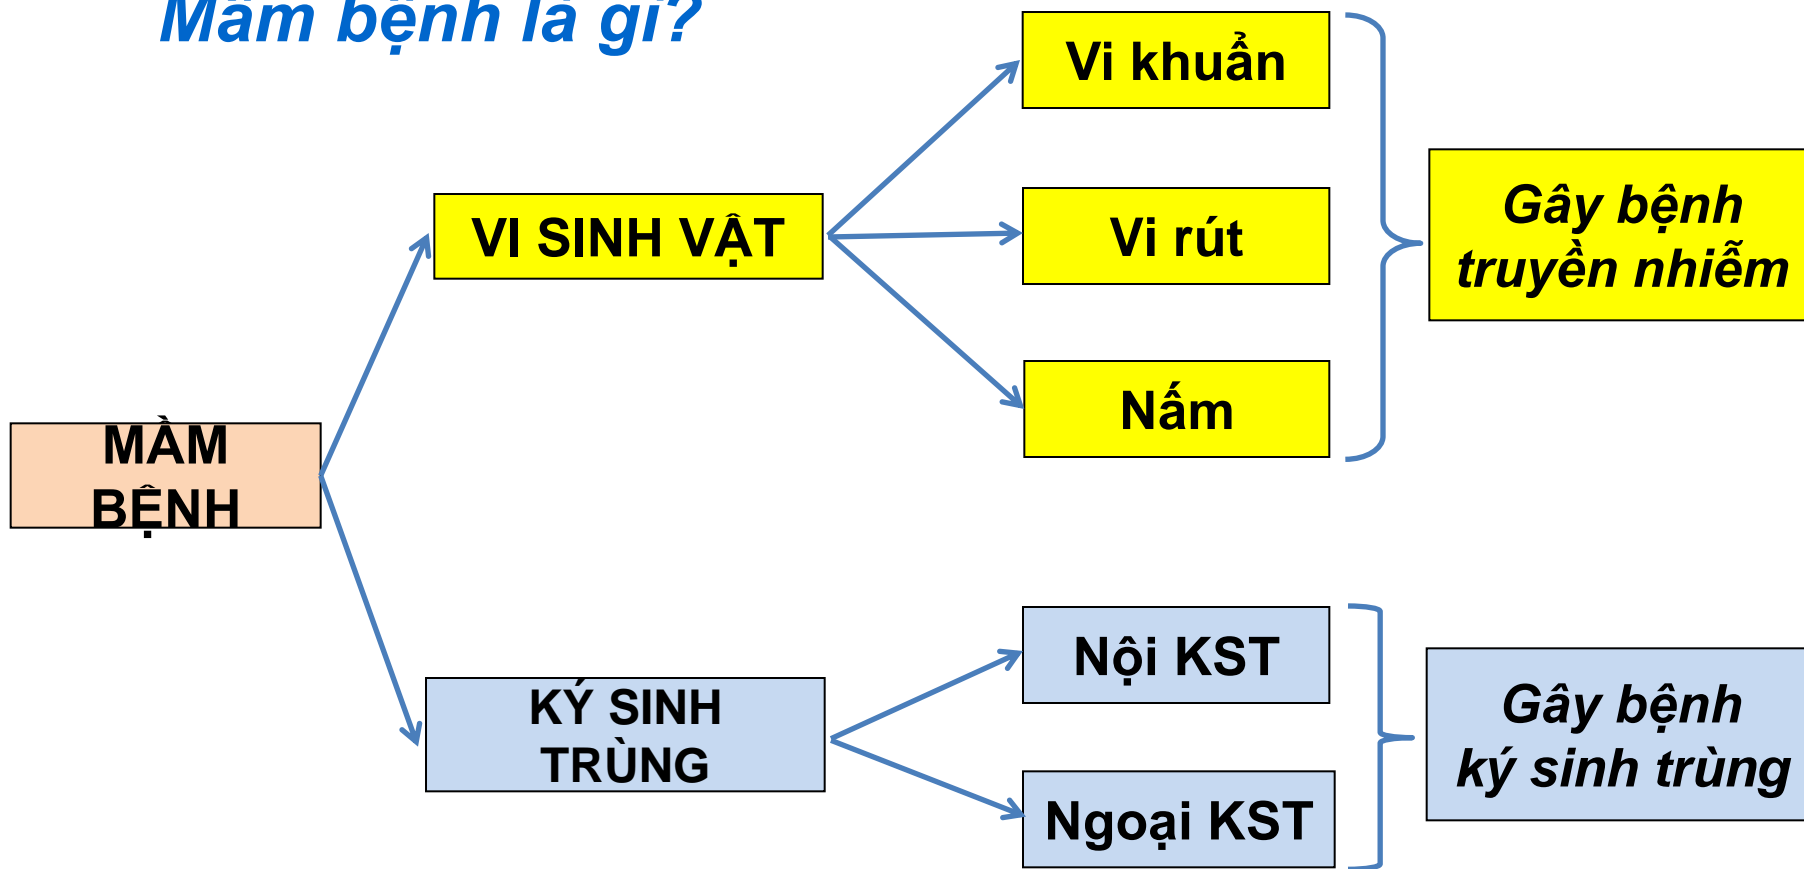 Mầm bệnh là gì?
Vi khuẩn
VI SINH VẬT
Vi rút
Gây bệnh
truyền nhiễm
Nấm
MẦM
BỆNH
Nội KST
KÝ SINH
TRÙNG
Gây bệnh
ký sinh trùng
Ngoại KST